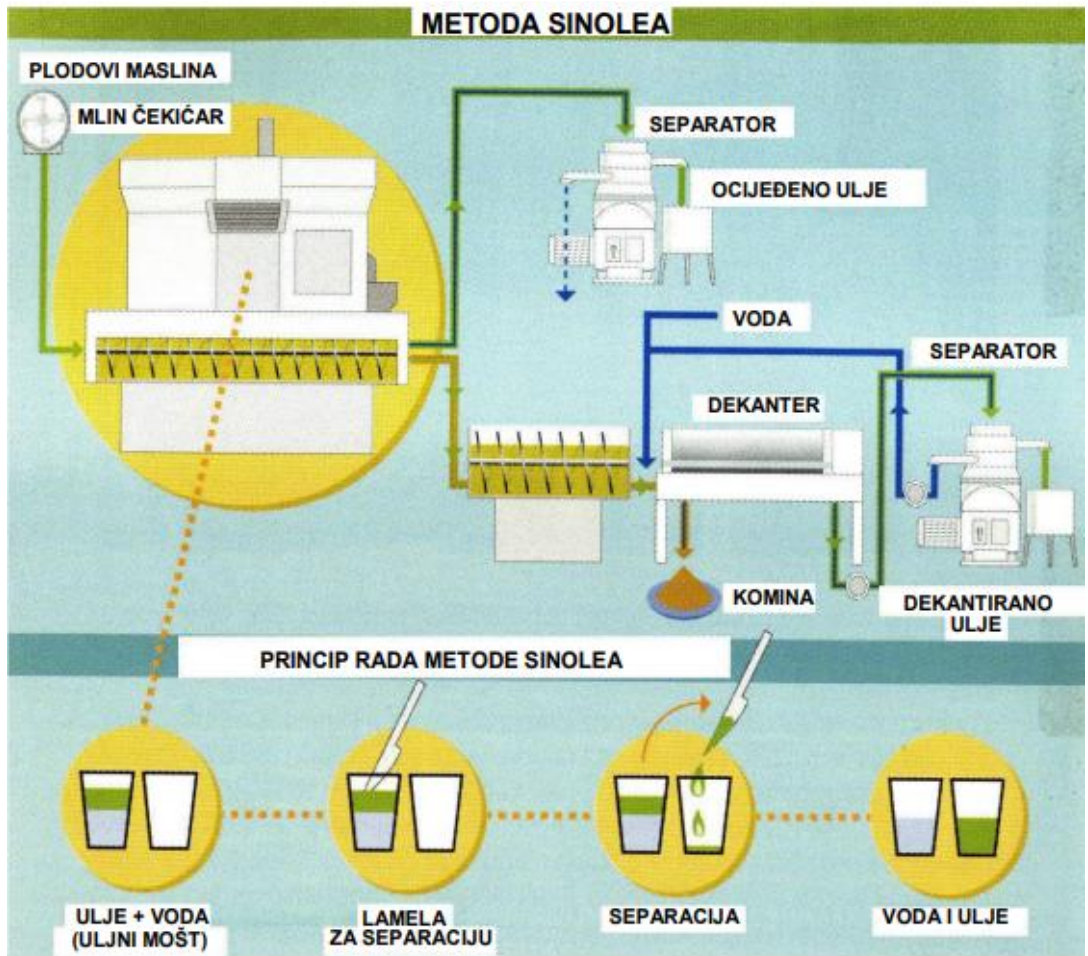 METODA SINOLEA
PLODOVI MASLINA
MLIN ČEKIĆAR
SEPARATOR
OCIJEĐENO ULJE
VODA
SEPARATOR
DEKANTER
KOMINA
DEKANTIRANO
ULJE
PRINCIP RADA METODE SINOLEA
ULJE + VODA
(ULJNI MOŠT)
LAMELA
ZA SEPARACIJU
SEPARACIJA
VODA I ULJE